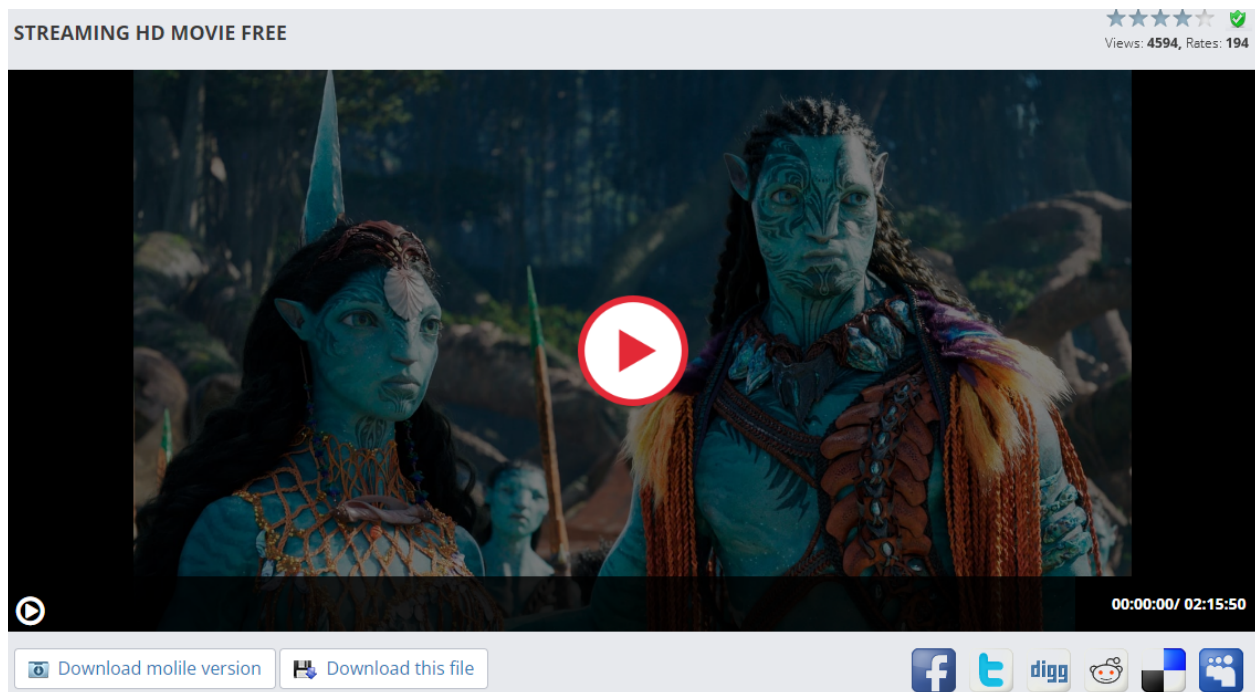 STREAMING HD MOVIE FREE
Views: 4594, Rates: 194
00:00:00/ 02:15:50
Download molile version
Download this file
digg